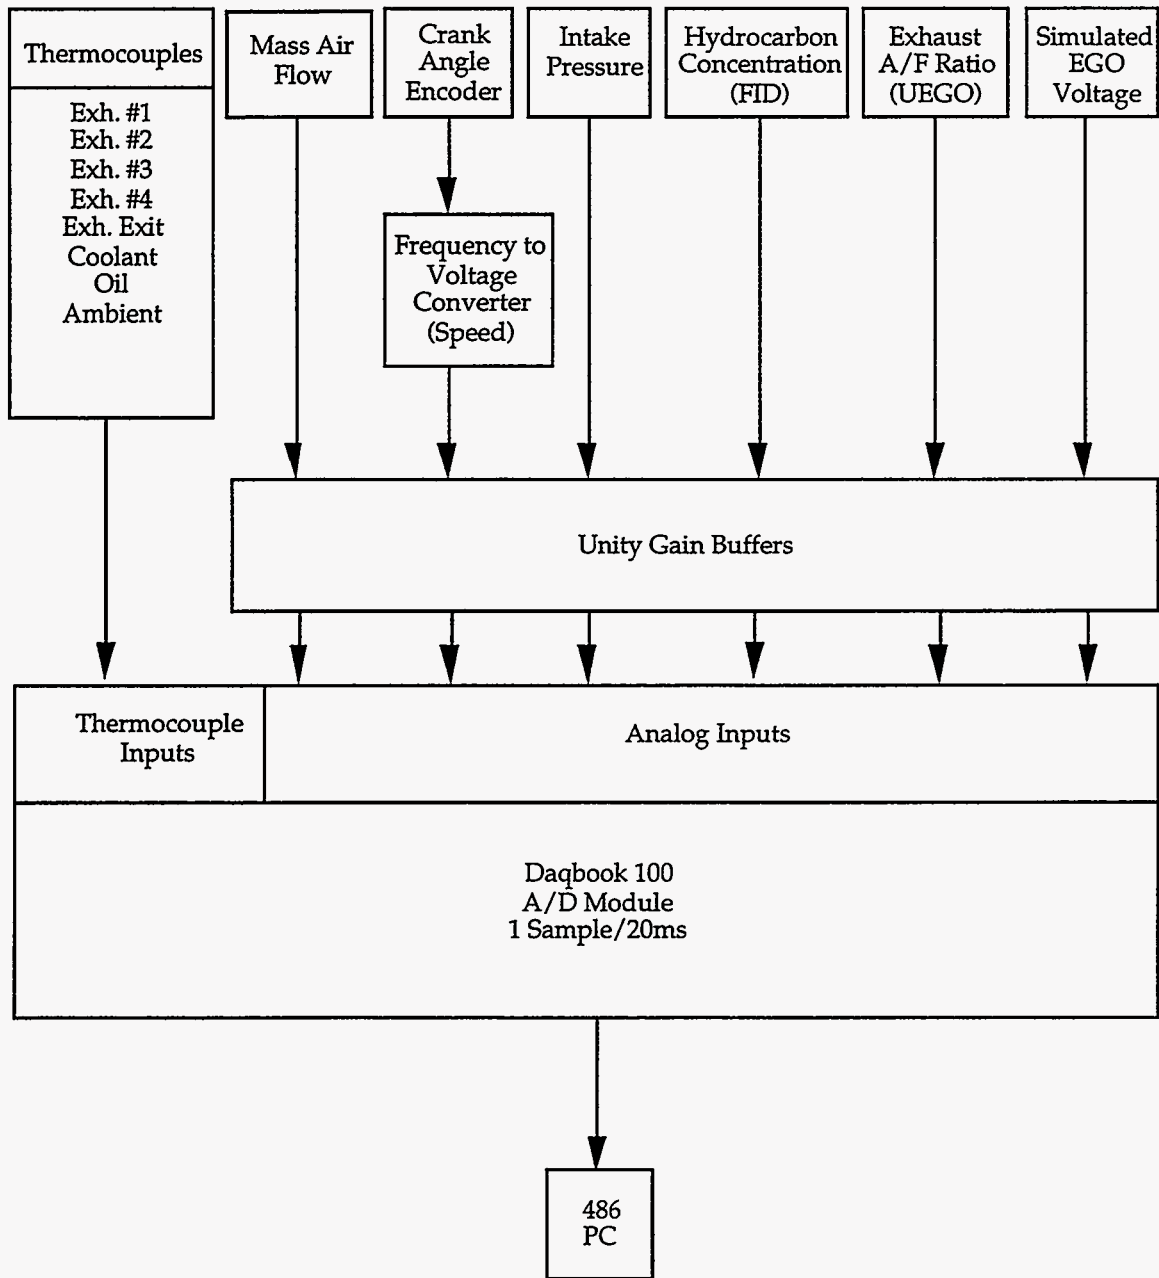 Thermocouples
Exh. #1
Exh. #2
Exh. #3
Exh. #4
Exh. Exit
Coolant
Oil
Ambient
Mass Air
Flow
Crank
Angle
Encoder
Intake
Pressure
Hydrocarbon
Concentration
(FID)
Exhaust
A/F Ratio
(UEGO)
Simulated
EGO
Voltage
Frequency to
Voltage
Converter
(Speed)
Unity Gain Buffers
Thermocouple
Inputs
Analog Inputs
Daqbook 100
A/D Module
1 Sample/20ms
486
PC